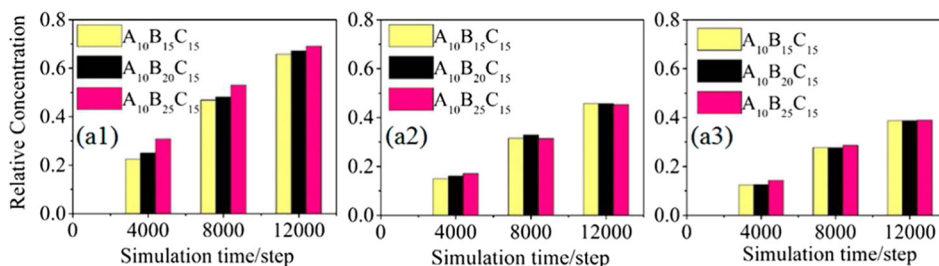 Relative Concentration
0.8
0.6
0.4
0.2
0.0
A₁₀B₁₅C₁₅
A₁₀B₂₀C₁₅
A₁₀B₂₅C₁₅
(a1)
0 4000 8000 12000
Simulation time/step
0.8
0.6
0.4
0.2
0.0
A₁₀B₁₅C₁₅
A₁₀B₂₀C₁₅
A₁₀B₂₅C₁₅
(a2)
0 4000 8000 12000
Simulation time/step
0.8
0.6
0.4
0.2
0.0
A₁₀B₁₅C₁₅
A₁₀B₂₀C₁₅
A₁₀B₂₅C₁₅
(a3)
0 4000 8000 12000
Simulation time/step